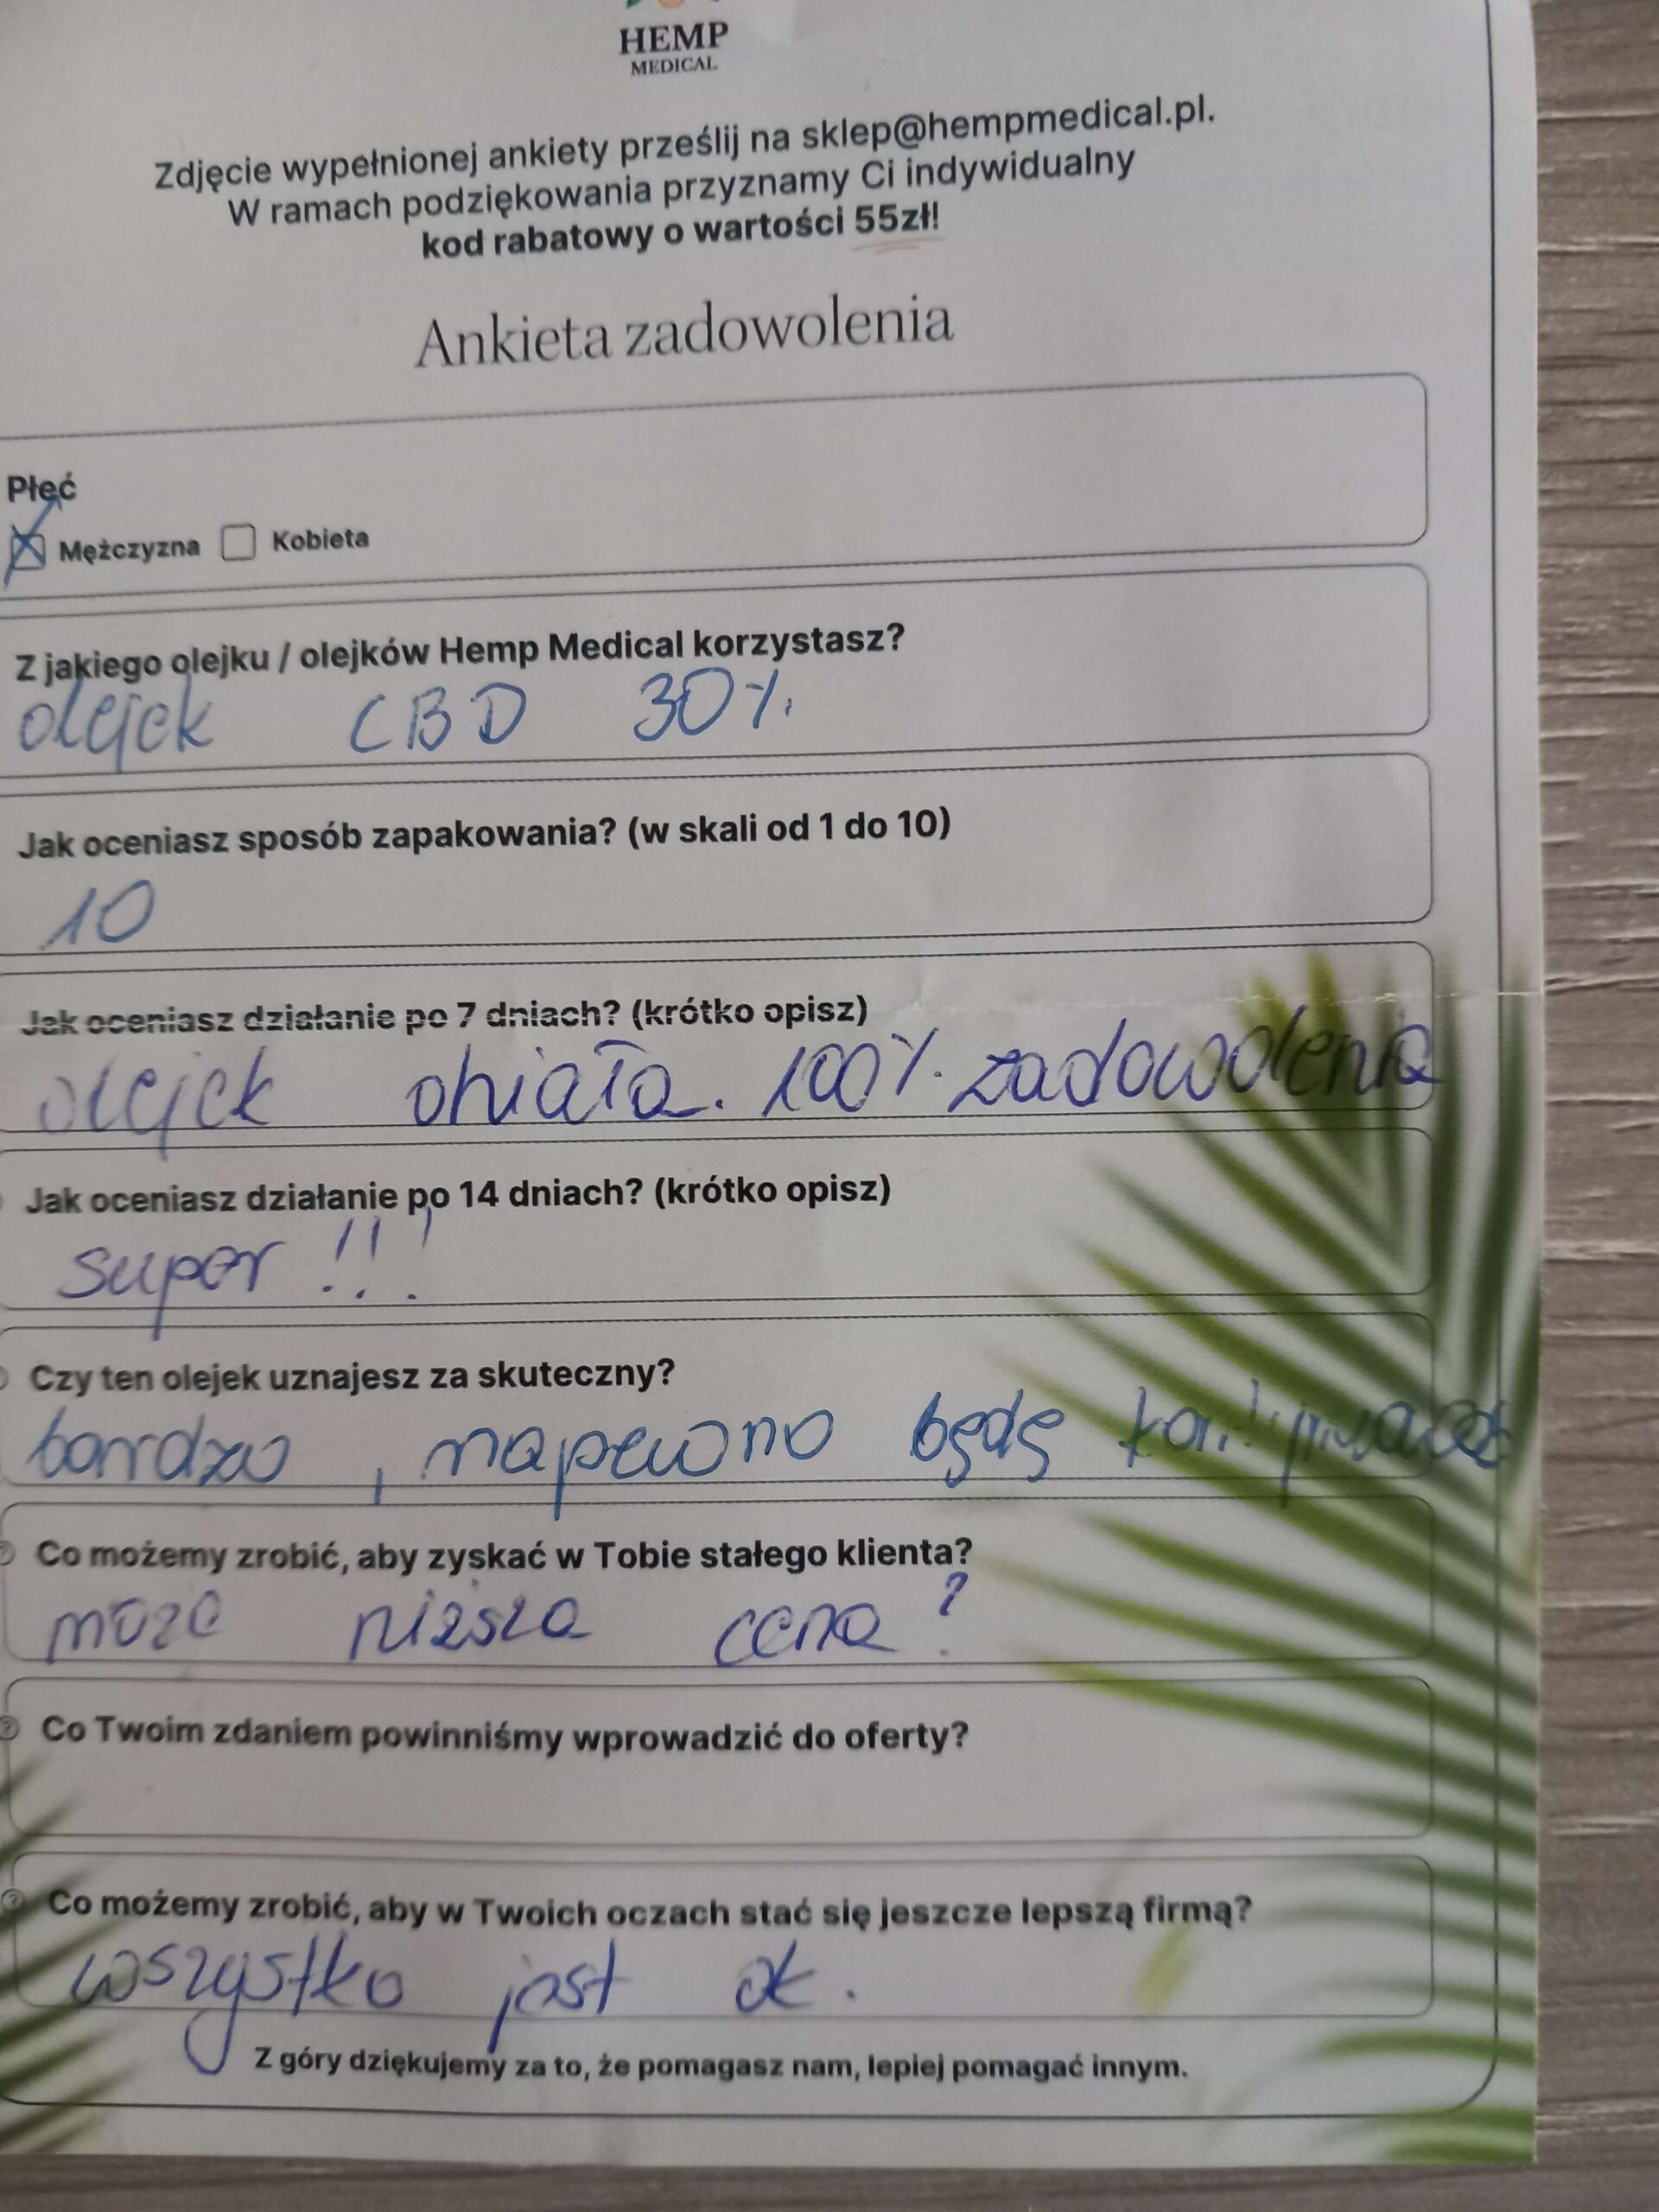 HEMP
MEDICAL
Zdjęcie wypełnionej ankiety prześlij na sklep@hempmedical.pl.
W ramach podziękowania przyznamy Ci indywidualny
kod rabatowy o wartości 55zł!
Ankieta zadowolenia
Płeć
Mężczyzna Kobieta
Z jakiego olejku / olejków Hemp Medical korzystasz?
olejek CBD 30%
Jak oceniasz sposób zapakowania? (w skali od 1 do 10)
10
Jak oceniasz działanie po 7 dniach? (krótko opisz)
olejek działa. 100% zadowolenia
Jak oceniasz działanie po 14 dniach? (krótko opisz)
super !!!
Czy ten olejek uznajesz za skuteczny?
bardzo, napewno będę
Co możemy zrobić, aby zyskać w Tobie stałego klienta?
może niższa cena?
Co Twoim zdaniem powinniśmy wprowadzić do oferty?
Co możemy zrobić, aby w Twoich oczach stać się jeszcze lepszą firmą?
wszystko jest ok.
Z góry dziękujemy za to, że pomagasz nam, lepiej pomagać innym.